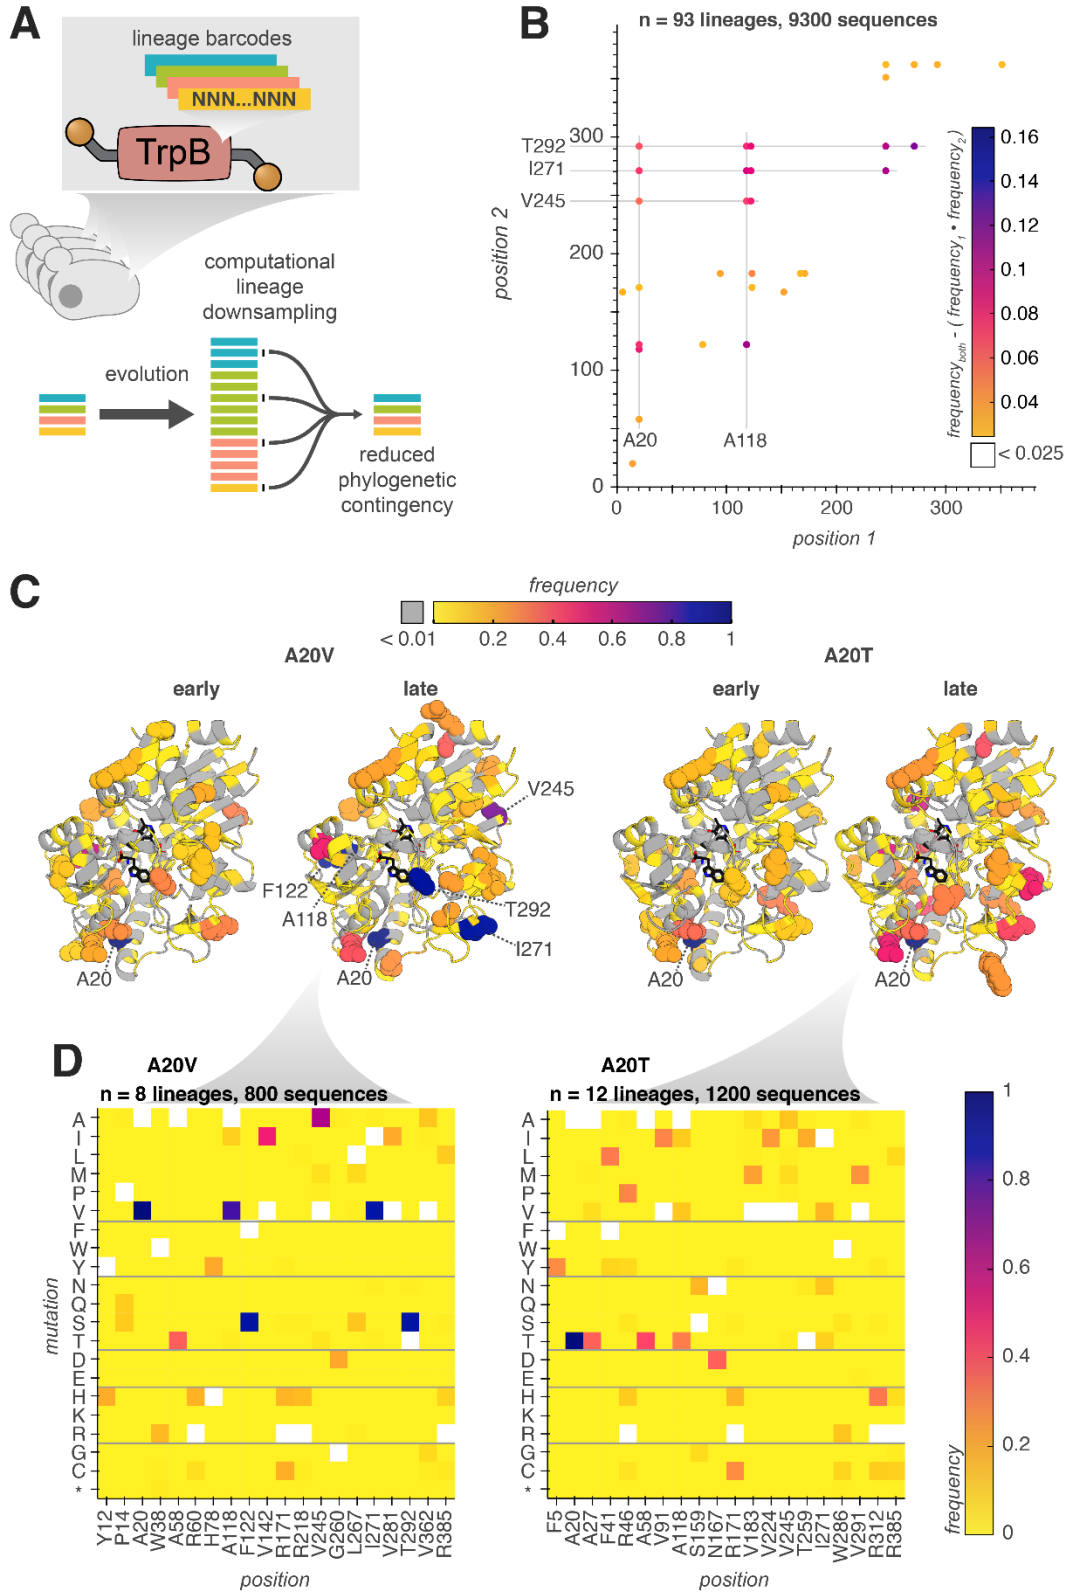 A
lineage barcodes
NNN...NNN
TrpB
computational
lineage
downsampling
evolution
reduced
phylogenetic
contingency
B
n = 93 lineages, 9300 sequences
position 2
300
200
100
0
T292
I271
V245
A20
A118
0
100
200
300
position 1
frequency both - ( frequency 1 • frequency 2 )
0.16
0.14
0.12
0.1
0.08
0.06
0.04
< 0.025
C
frequency
< 0.01
0.2
0.4
0.6
0.8
1
A20V
A20T
early
late
early
late
V245
F122
A118
T292
I271
A20
A20
A20
A20
D
A20V
n = 8 lineages, 800 sequences
mutation
A
I
L
M
P
V
F
W
Y
N
Q
S
T
D
E
H
K
R
G
C
*
Y12
P14
A20
W38
A58
R60
H78
A118
F122
V142
R171
R218
V245
G260
L267
I271
V281
T292
V362
R385
position
A20T
n = 12 lineages, 1200 sequences
A
I
L
M
P
V
F
W
Y
N
Q
S
T
D
E
H
K
R
G
C
*
F5
A20
A27
F41
R46
A58
V91
A118
S159
N167
R171
V183
V224
V245
T259
I271
W286
V291
R312
R385
position
frequency
1
0.8
0.6
0.4
0.2
0